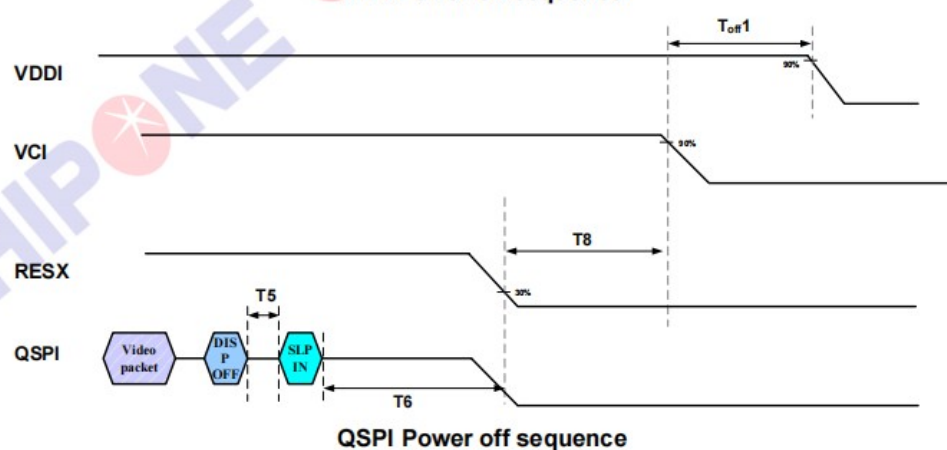 Toff1
VDDI
90%
VCI
90%
T8
RESX
30%
T5
QSPI
Video
packet
DIS
P
OFF
SLP
IN
T6
QSPI Power off sequence
HIPONE